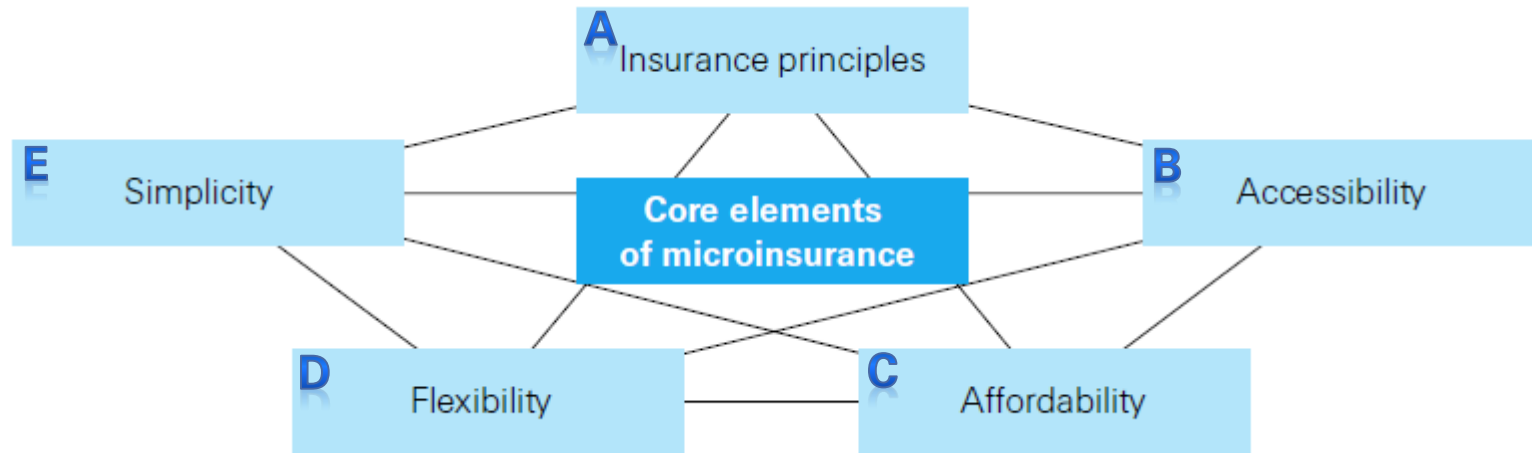 A
Insurance principles
E
Simplicity
B
Accessibility
Core elements
of microinsurance
D
Flexibility
C
Affordability